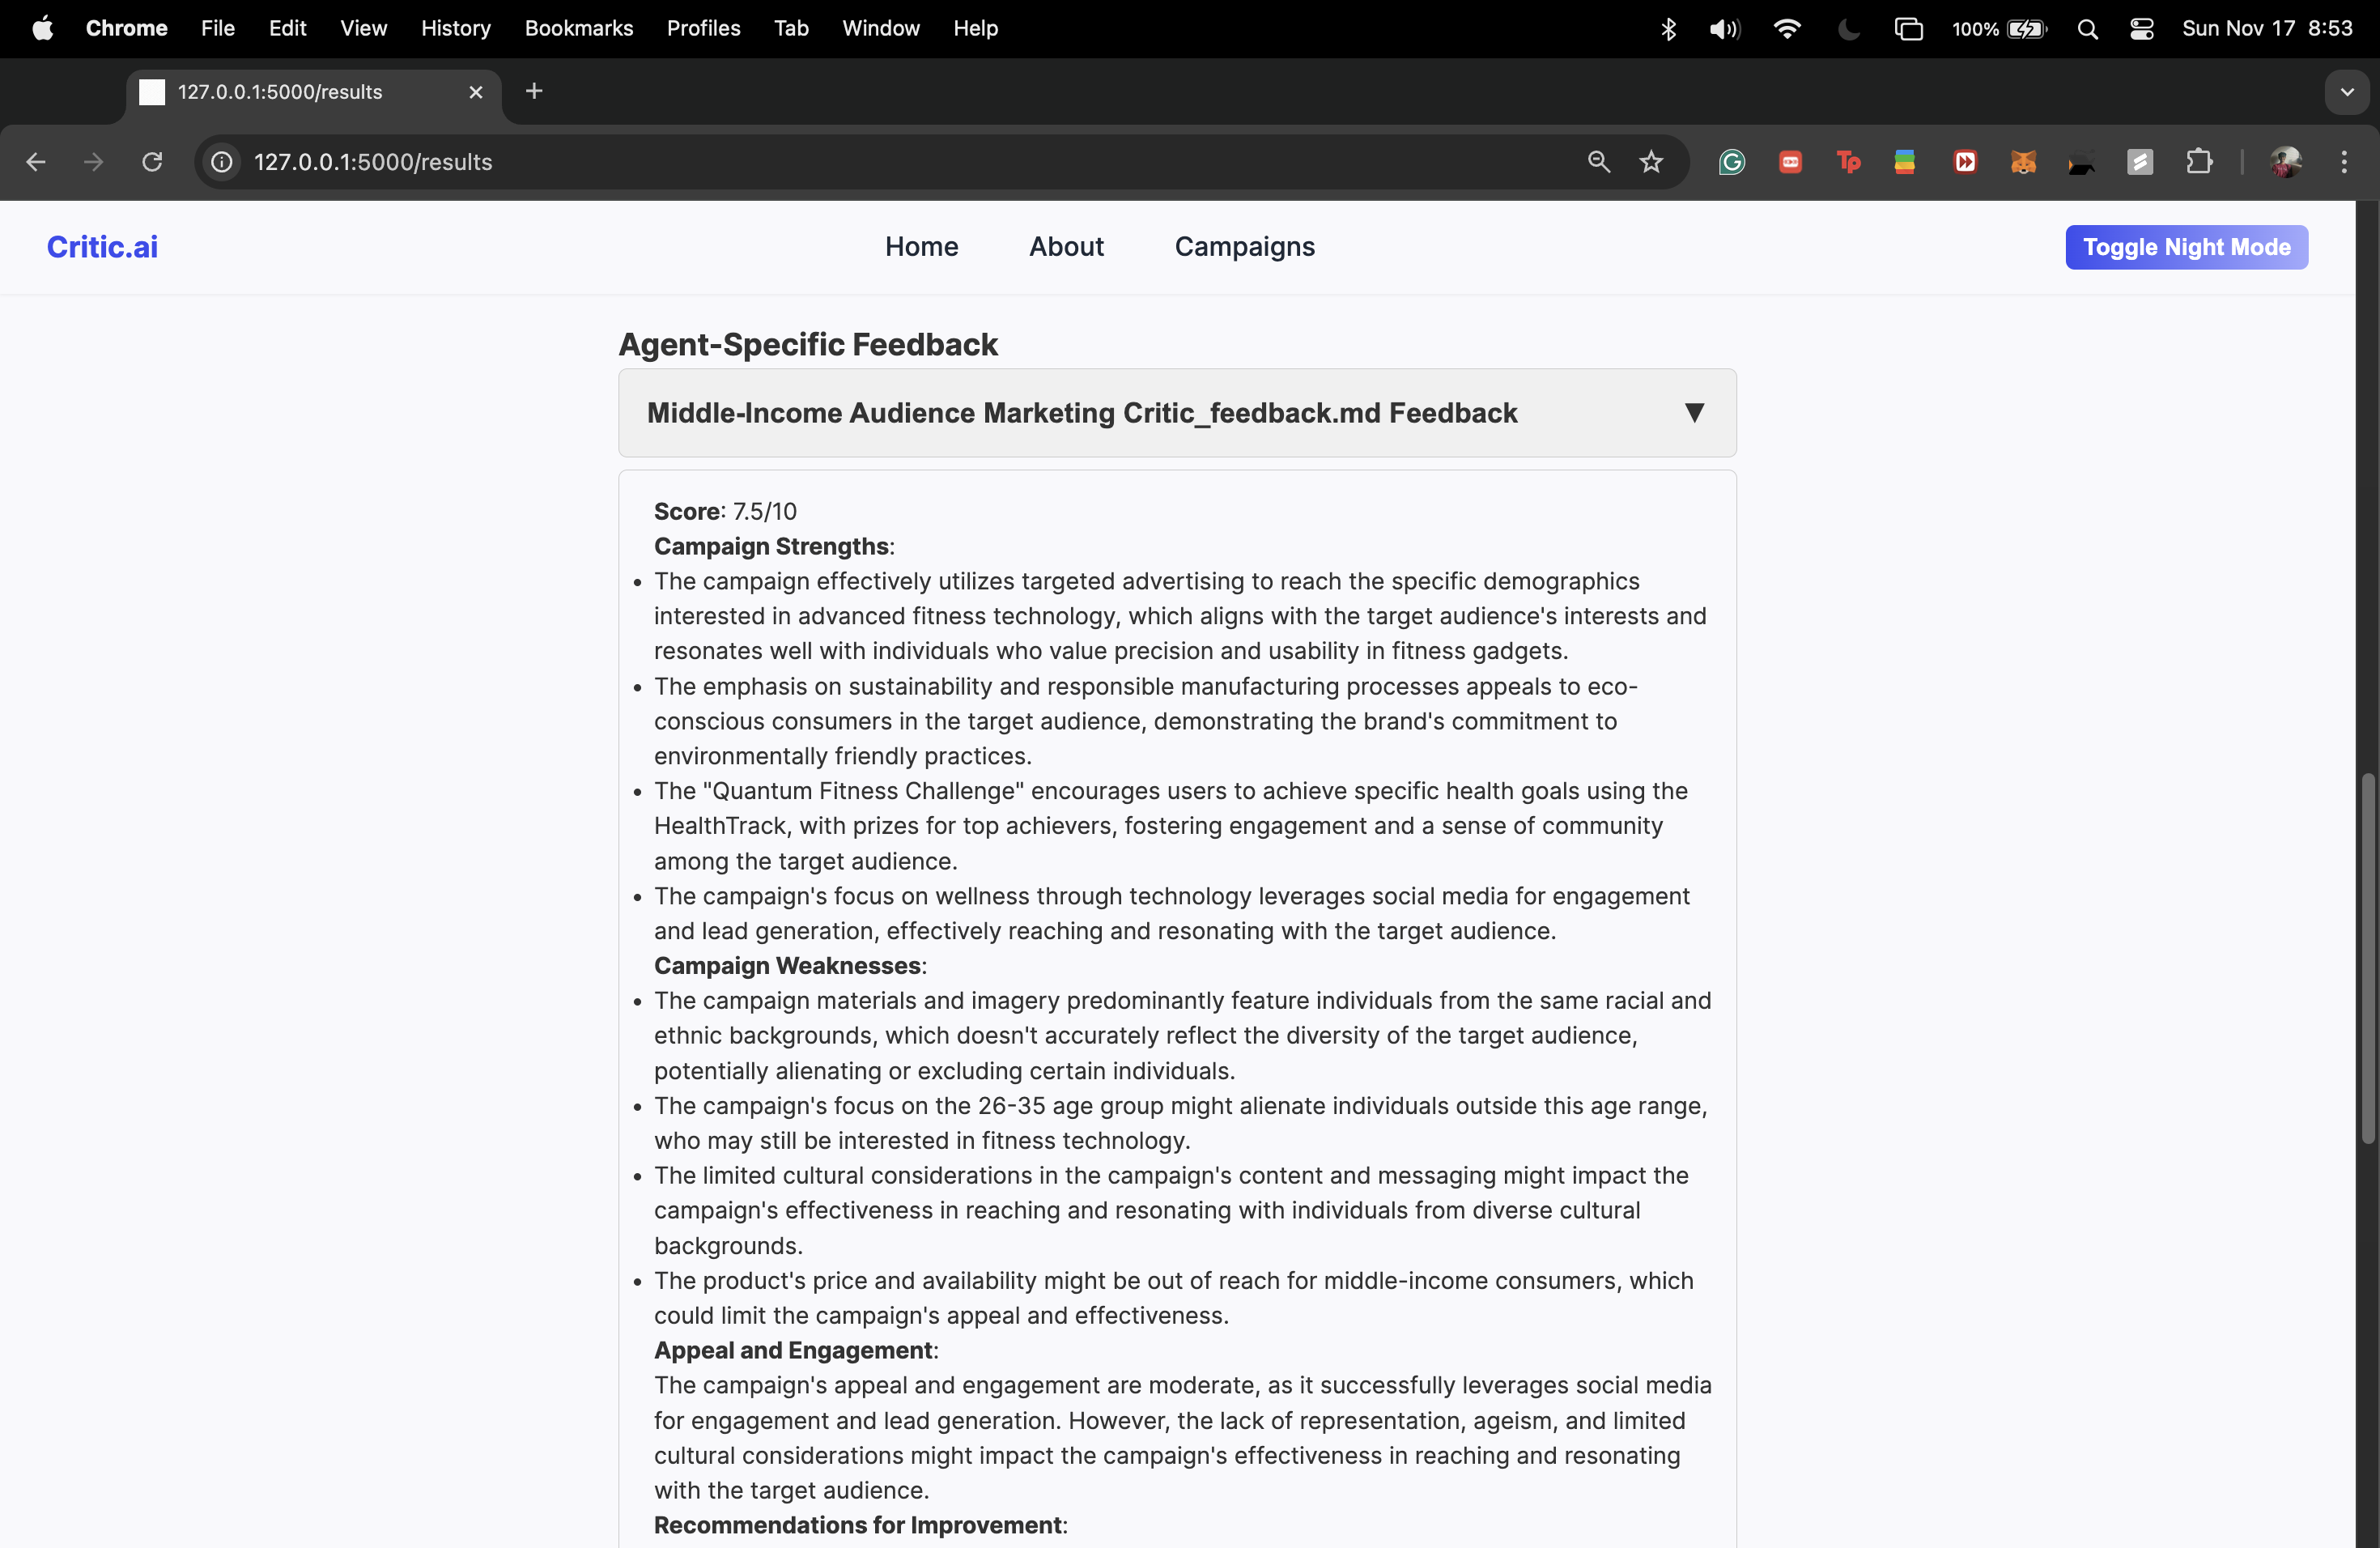 Chrome File Edit View History Bookmarks Profiles Tab Window Help 100% Sun Nov 17 8:53
127.0.0.1:5000/results
127.0.0.1:5000/results
Critic.ai Home About Campaigns Toggle Night Mode
Agent-Specific Feedback
Middle-Income Audience Marketing Critic_feedback.md Feedback ▼
Score: 7.5/10
Campaign Strengths:
• The campaign effectively utilizes targeted advertising to reach the specific demographics
interested in advanced fitness technology, which aligns with the target audience's interests and
resonates well with individuals who value precision and usability in fitness gadgets.
• The emphasis on sustainability and responsible manufacturing processes appeals to eco-
conscious consumers in the target audience, demonstrating the brand's commitment to
environmentally friendly practices.
• The "Quantum Fitness Challenge" encourages users to achieve specific health goals using the
HealthTrack, with prizes for top achievers, fostering engagement and a sense of community
among the target audience.
• The campaign's focus on wellness through technology leverages social media for engagement
and lead generation, effectively reaching and resonating with the target audience.
Campaign Weaknesses:
• The campaign materials and imagery predominantly feature individuals from the same racial and
ethnic backgrounds, which doesn't accurately reflect the diversity of the target audience,
potentially alienating or excluding certain individuals.
• The campaign's focus on the 26-35 age group might alienate individuals outside this age range,
who may still be interested in fitness technology.
• The limited cultural considerations in the campaign's content and messaging might impact the
campaign's effectiveness in reaching and resonating with individuals from diverse cultural
backgrounds.
• The product's price and availability might be out of reach for middle-income consumers, which
could limit the campaign's appeal and effectiveness.
Appeal and Engagement:
The campaign's appeal and engagement are moderate, as it successfully leverages social media
for engagement and lead generation. However, the lack of representation, ageism, and limited
cultural considerations might impact the campaign's effectiveness in reaching and resonating
with the target audience.
Recommendations for Improvement: